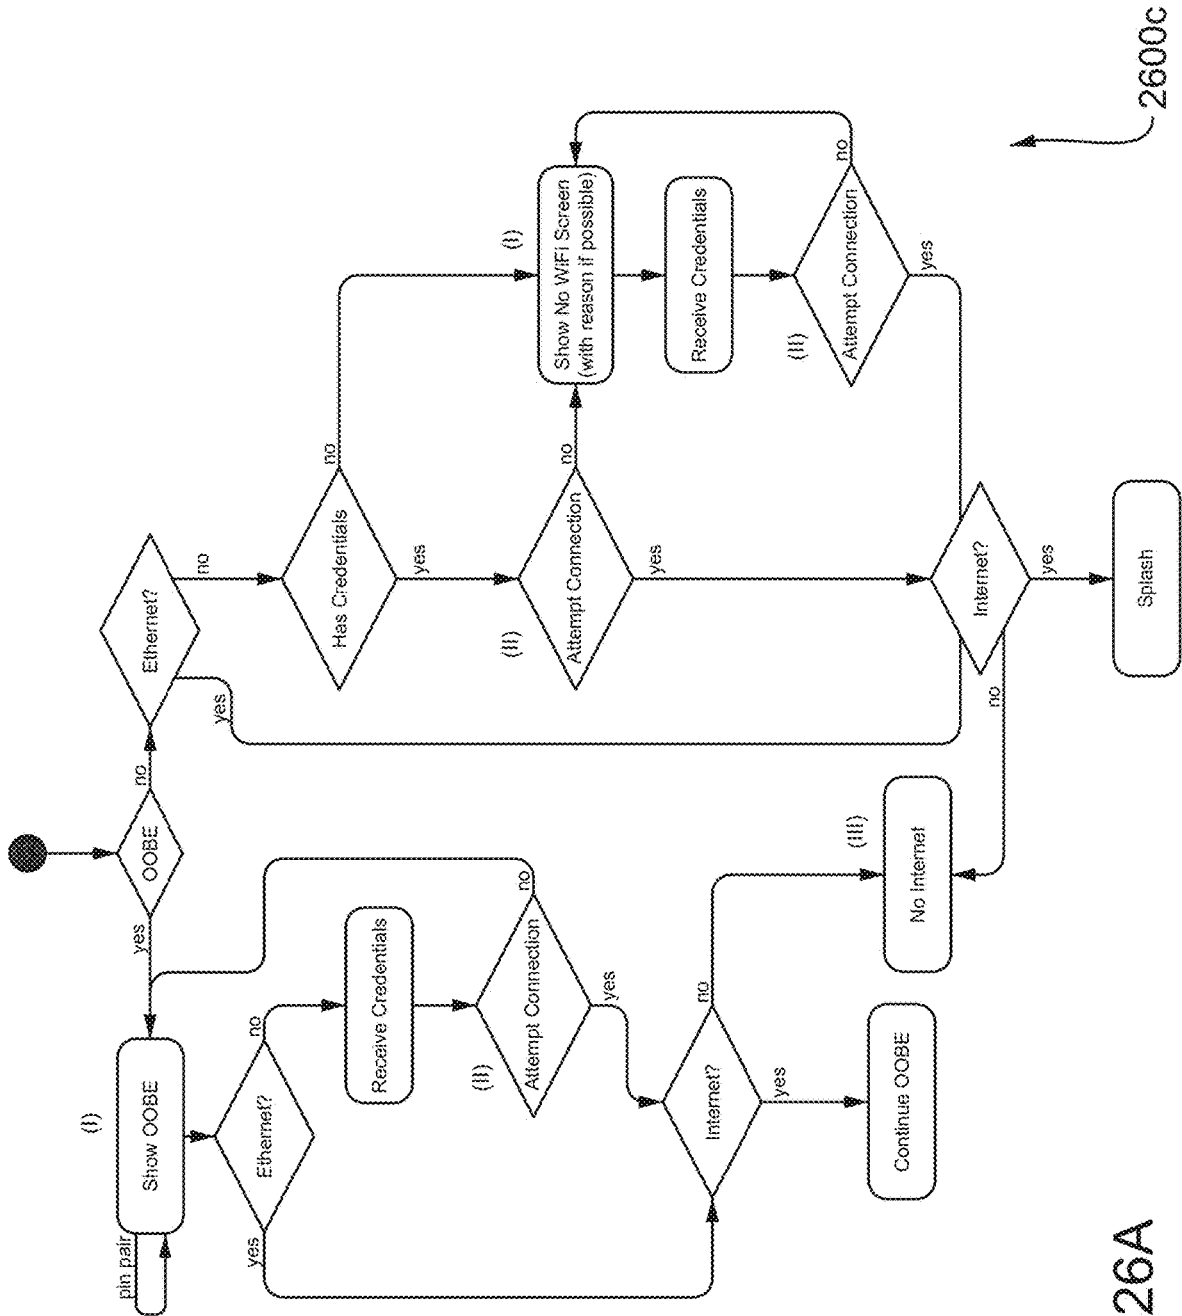 OOBE
yes
no
pin pair
Show OOBE
(I)
Ethernet?
yes
no
Receive Credentials
(II)
Attempt Connection
no
yes
Internet?
no
yes
Continue OOBE
(III)
No Internet
Ethernet?
yes
no
Has Credentials
no
yes
(II)
Attempt Connection
no
yes
(I)
Show No WiFi Screen
(with reason if possible)
Receive Credentials
(II)
Attempt Connection
no
yes
Internet?
no
yes
Splash
2600c
26A